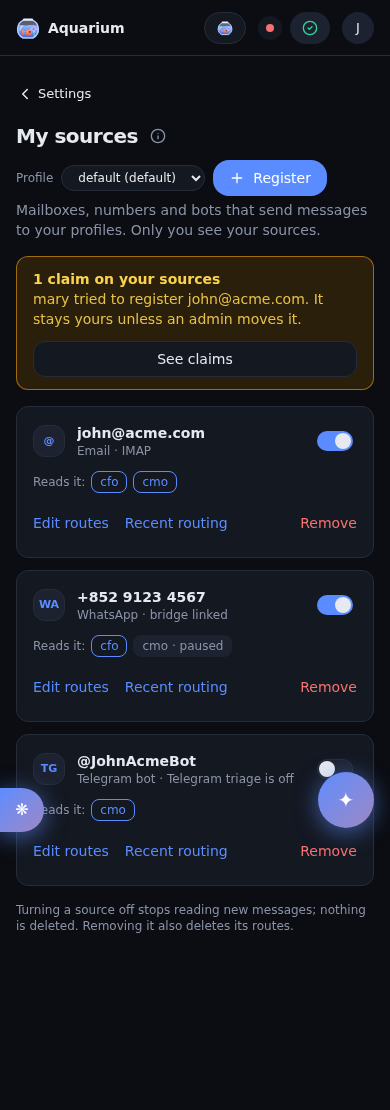 Aquarium
J
Settings
My sources
Profile default (default) Register
Mailboxes, numbers and bots that send messages
to your profiles. Only you see your sources.
1 claim on your sources
mary tried to register john@acme.com. It
stays yours unless an admin moves it.
See claims
@ john@acme.com
Email · IMAP
Reads it: cfo cmo
Edit routes Recent routing Remove
WA +852 9123 4567
WhatsApp · bridge linked
Reads it: cfo cmo · paused
Edit routes Recent routing Remove
TG @JohnAcmeBot
Telegram bot · Telegram triage is off
eads it: cmo
Edit routes Recent routing Remove
Turning a source off stops reading new messages; nothing
is deleted. Removing it also deletes its routes.